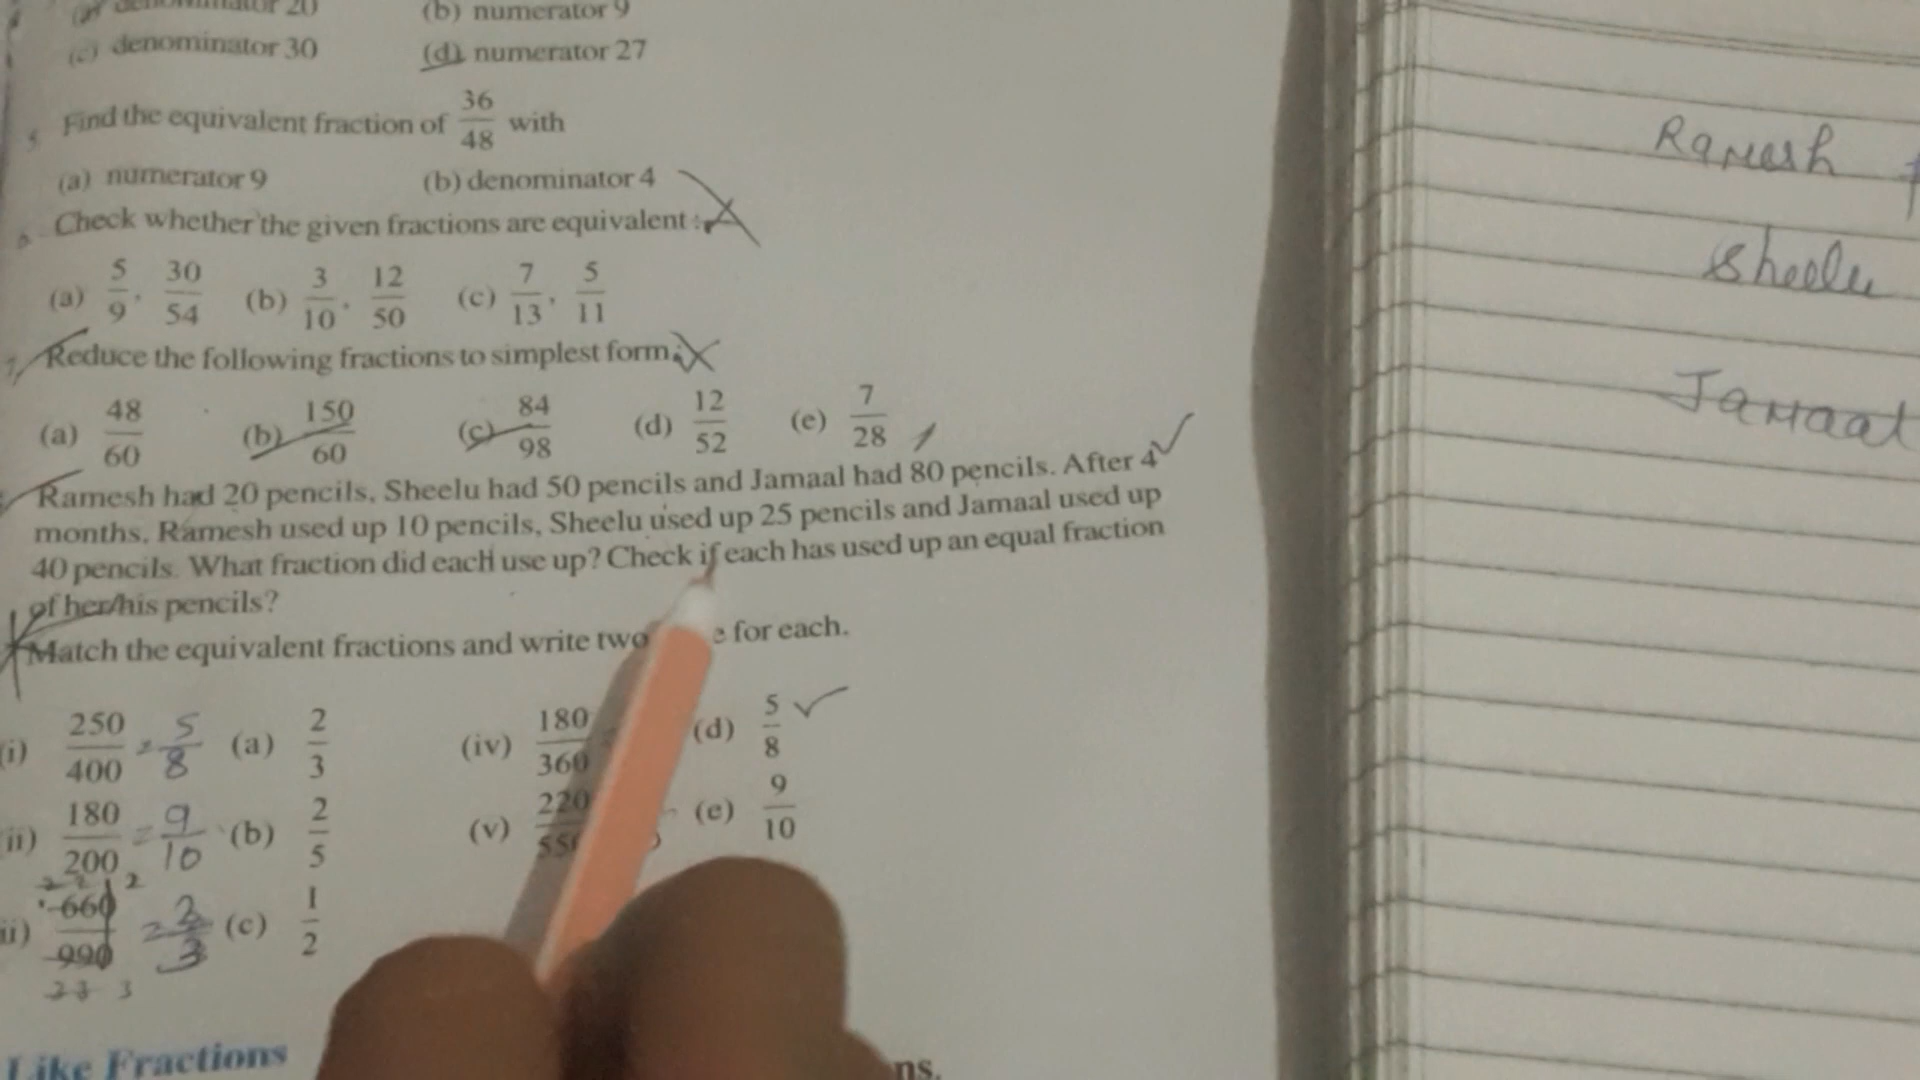 denominator 20 (b) numerator 9
(c) denominator 30 (d) numerator 27
Find the equivalent fraction of 36/48 with
(a) numerator 9 (b) denominator 4
Check whether the given fractions are equivalent :
(a) 5/9, 30/54 (b) 3/10, 12/50 (c) 7/13, 5/11
7. Reduce the following fractions to simplest form:
(a) 48/60 (b) 150/60 (c) 84/98 (d) 12/52 (e) 7/28
Ramesh had 20 pencils, Sheelu had 50 pencils and Jamaal had 80 pencils. After 4
months, Ramesh used up 10 pencils, Sheelu used up 25 pencils and Jamaal used up
40 pencils. What fraction did each use up? Check if each has used up an equal fraction
of her/his pencils?
Match the equivalent fractions and write two for each.
(i) 250/400 = 5/8 (a) 2/3 (iv) 180/360 (d) 5/8
ii) 180/200 = 9/10 (b) 2/5 (v) 220/550 (e) 9/10
ii) 660/990 = 2/3 (c) 1/2
Like Fractions
ns.
Ramesh
Sheelu
Jamaal